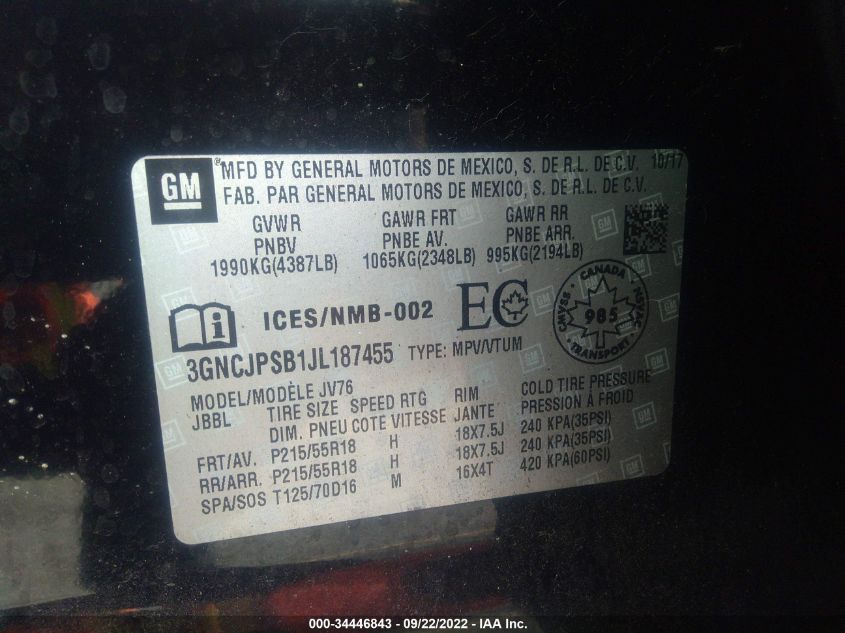 GM
®MFD BY GENERAL MOTORS DE MEXICO, S. DE R.L. DE C.V. 10/17
FAB. PAR GENERAL MOTORS DE MEXICO, S. DE R.L. DE C.V.
GVWR GAWR FRT GAWR RR
PNBV PNBE AV. PNBE ARR.
1990KG(4387LB) 1065KG(2348LB) 995KG(2194LB)
ICES/NMB-002 EC
CANADA
CMVSS 985 NSVAC
TRANSPORT
3GNCJPSB1JL187455 TYPE: MPV/VTUM
MODEL/MODÈLE JV76
JBBL TIRE SIZE SPEED RTG RIM COLD TIRE PRESSURE
DIM. PNEU COTE VITESSE JANTE PRESSION À FROID
FRT/AV. P215/55R18 H 18X7.5J 240 KPA(35PSI)
RR/ARR. P215/55R18 H 18X7.5J 240 KPA(35PSI)
SPA/SOS T125/70D16 M 16X4T 420 KPA(60PSI)
000-34446843 - 09/22/2022 - IAA Inc.